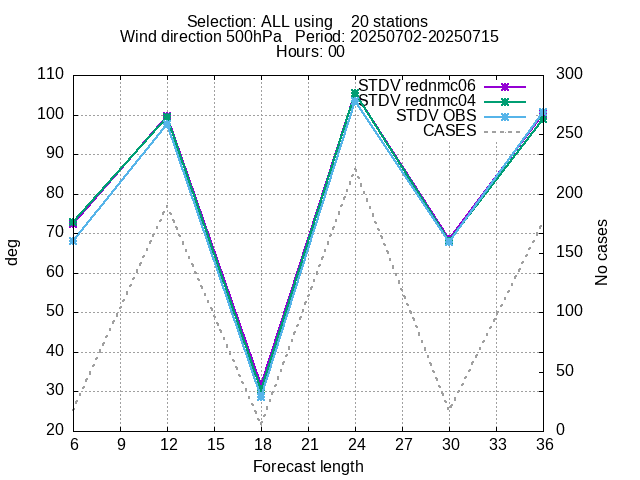 Selection: ALL using    20 stations
Wind direction 500hPa   Period: 20250702-20250715
Hours: 00
110
100
90
80
70
60
50
40
30
20
300
250
200
150
100
50
0
STDV rednmc06
STDV rednmc04
STDV OBS
CASES
deg
No cases
6 9 12 15 18 21 24 27 30 33 36
Forecast length